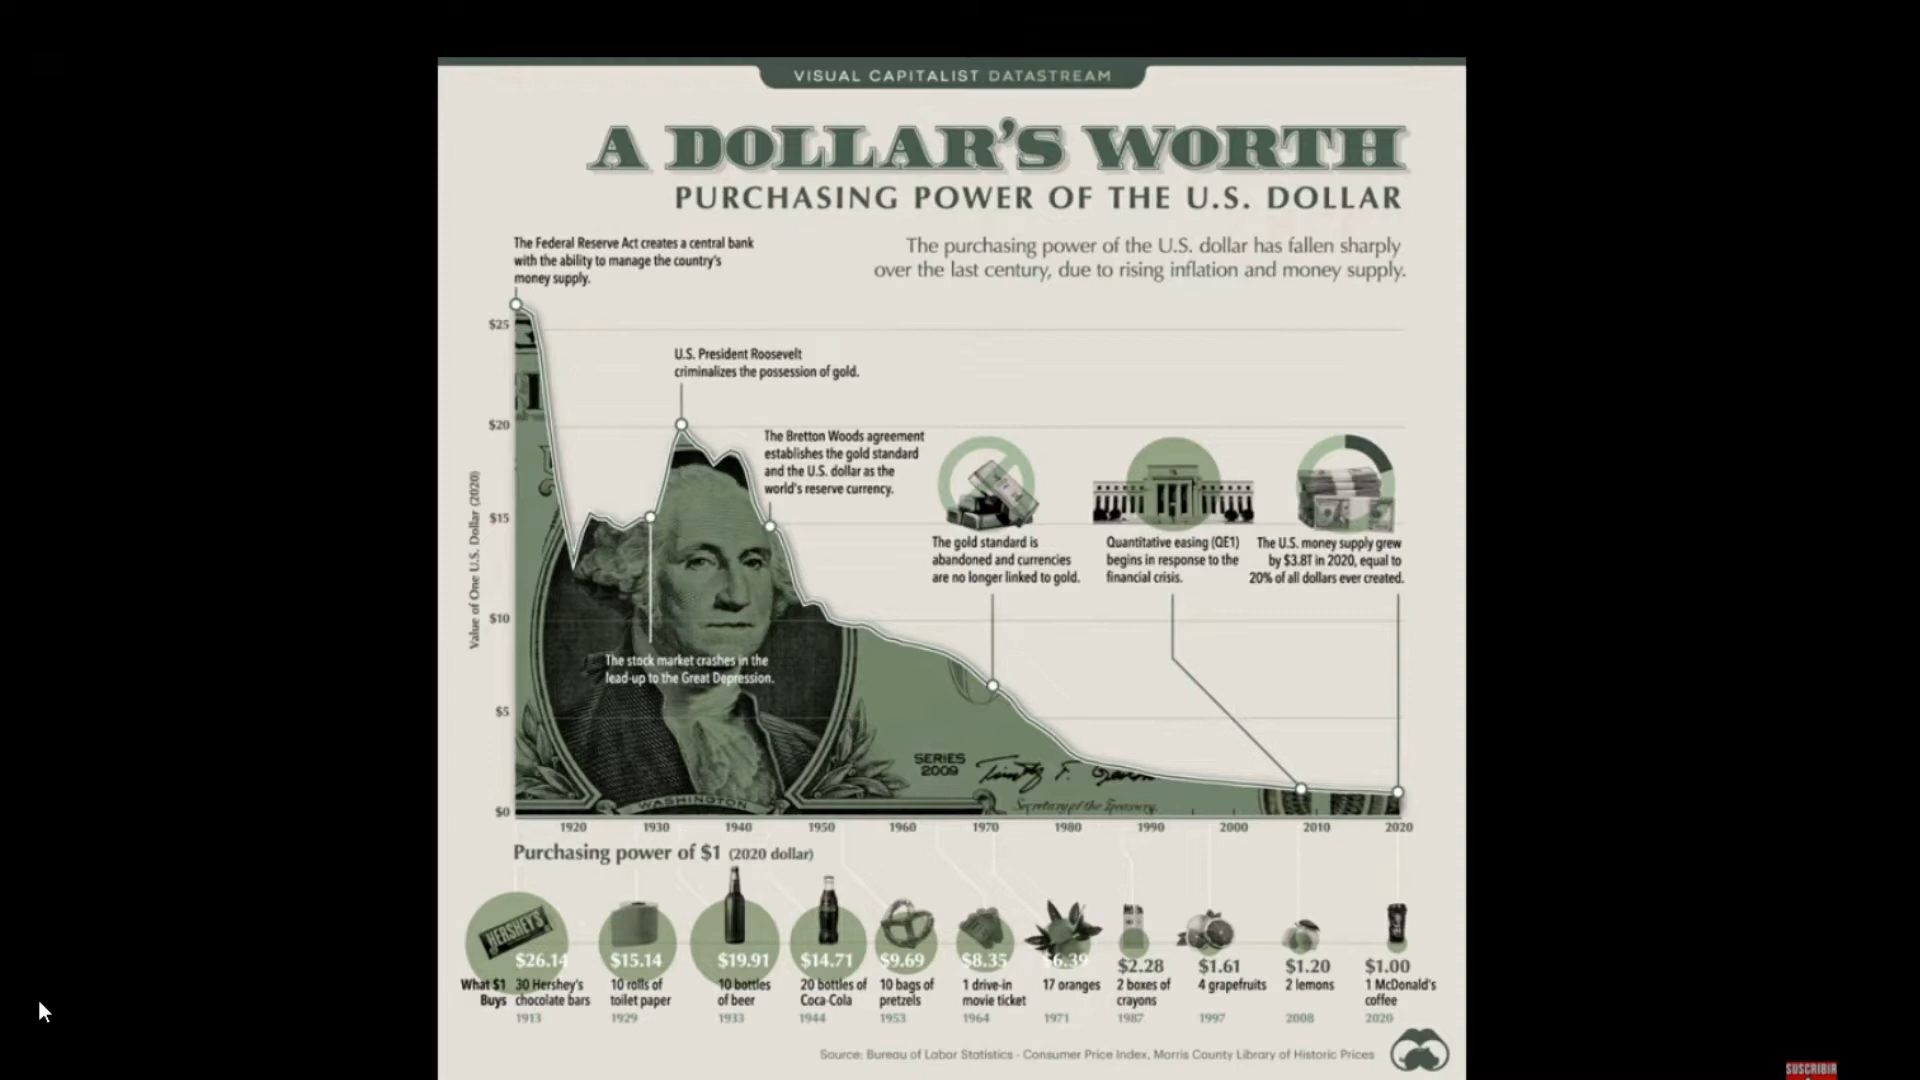 VISUAL CAPITALIST DATASTREAM
A DOLLAR'S WORTH
PURCHASING POWER OF THE U.S. DOLLAR
The purchasing power of the U.S. dollar has fallen sharply
over the last century, due to rising inflation and money supply.
The Federal Reserve Act creates a central bank
with the ability to manage the country's
money supply.
U.S. President Roosevelt
criminalizes the possession of gold.
The Bretton Woods agreement
establishes the gold standard
and the U.S. dollar as the
world's reserve currency.
The gold standard is
abandoned and currencies
are no longer linked to gold.
Quantitative easing (QE1)
begins in response to the
financial crisis.
The U.S. money supply grew
by $3.8T in 2020, equal to
20% of all dollars ever created.
The stock market crashes in the
lead-up to the Great Depression.
Value of One U.S. Dollar (2020)
$25
$20
$15
$10
$5
$0
SERIES
2009
WASHINGTON
Secretary of the Treasury.
1920 1930 1940 1950 1960 1970 1980 1990 2000 2010 2020
Purchasing power of $1 (2020 dollar)
HERSHEY'S
$26.14 $15.14 $19.91 $14.71 $9.69 $8.35 $6.39 $2.28 $1.61 $1.20 $1.00
What $1
Buys
30 Hershey's
chocolate bars
1913
10 rolls of
toilet paper
1929
10 bottles
of beer
1933
20 bottles of
Coca-Cola
1944
10 bags of
pretzels
1953
1 drive-in
movie ticket
1964
17 oranges
1971
2 boxes of
crayons
1987
4 grapefruits
1997
2 lemons
2008
1 McDonald's
coffee
2020
Source: Bureau of Labor Statistics - Consumer Price Index, Morris County Library of Historic Prices
SUSCRIBIR